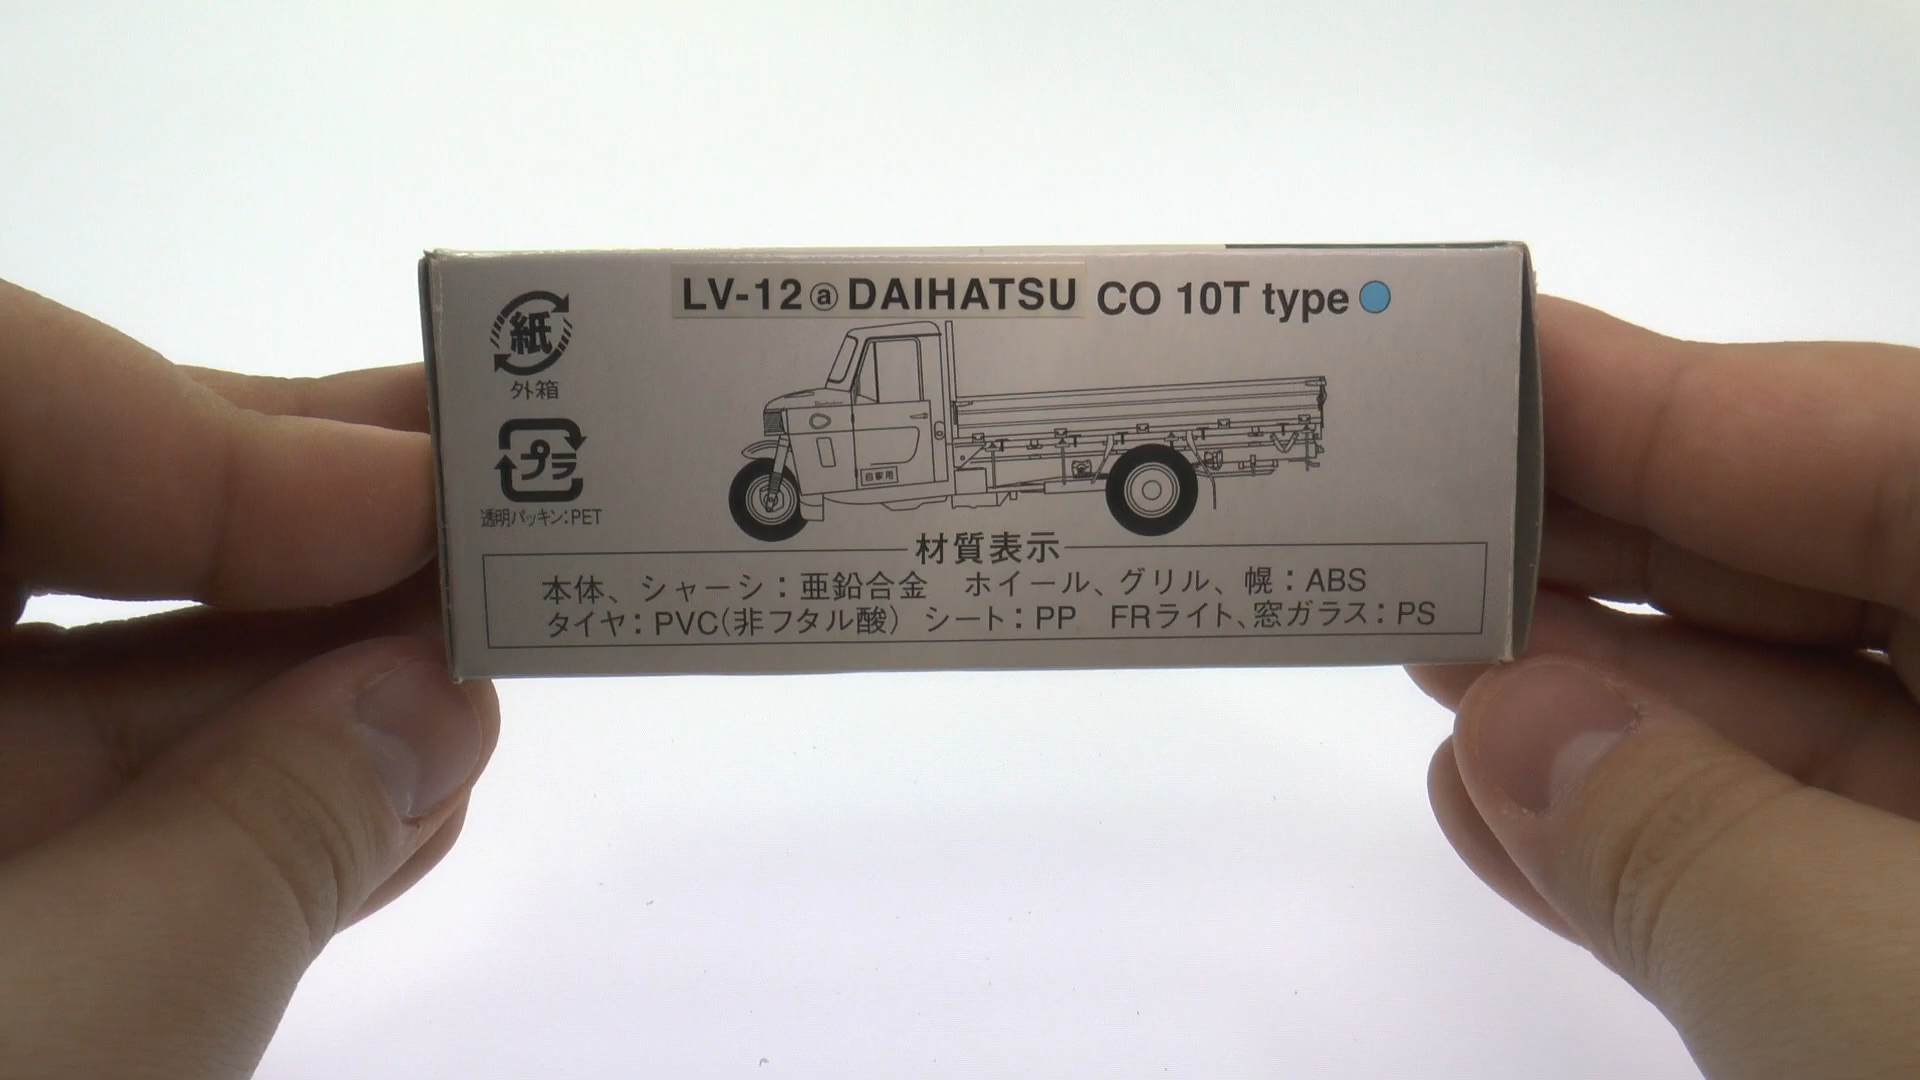 LV-12ⓐDAIHATSU CO 10T type
紙
外箱
プラ
透明パッキン:PET
自家用
材質表示
本体、シャーシ:亜鉛合金 ホイール、グリル、幌:ABS
タイヤ:PVC(非フタル酸) シート:PP FRライト、窓ガラス:PS